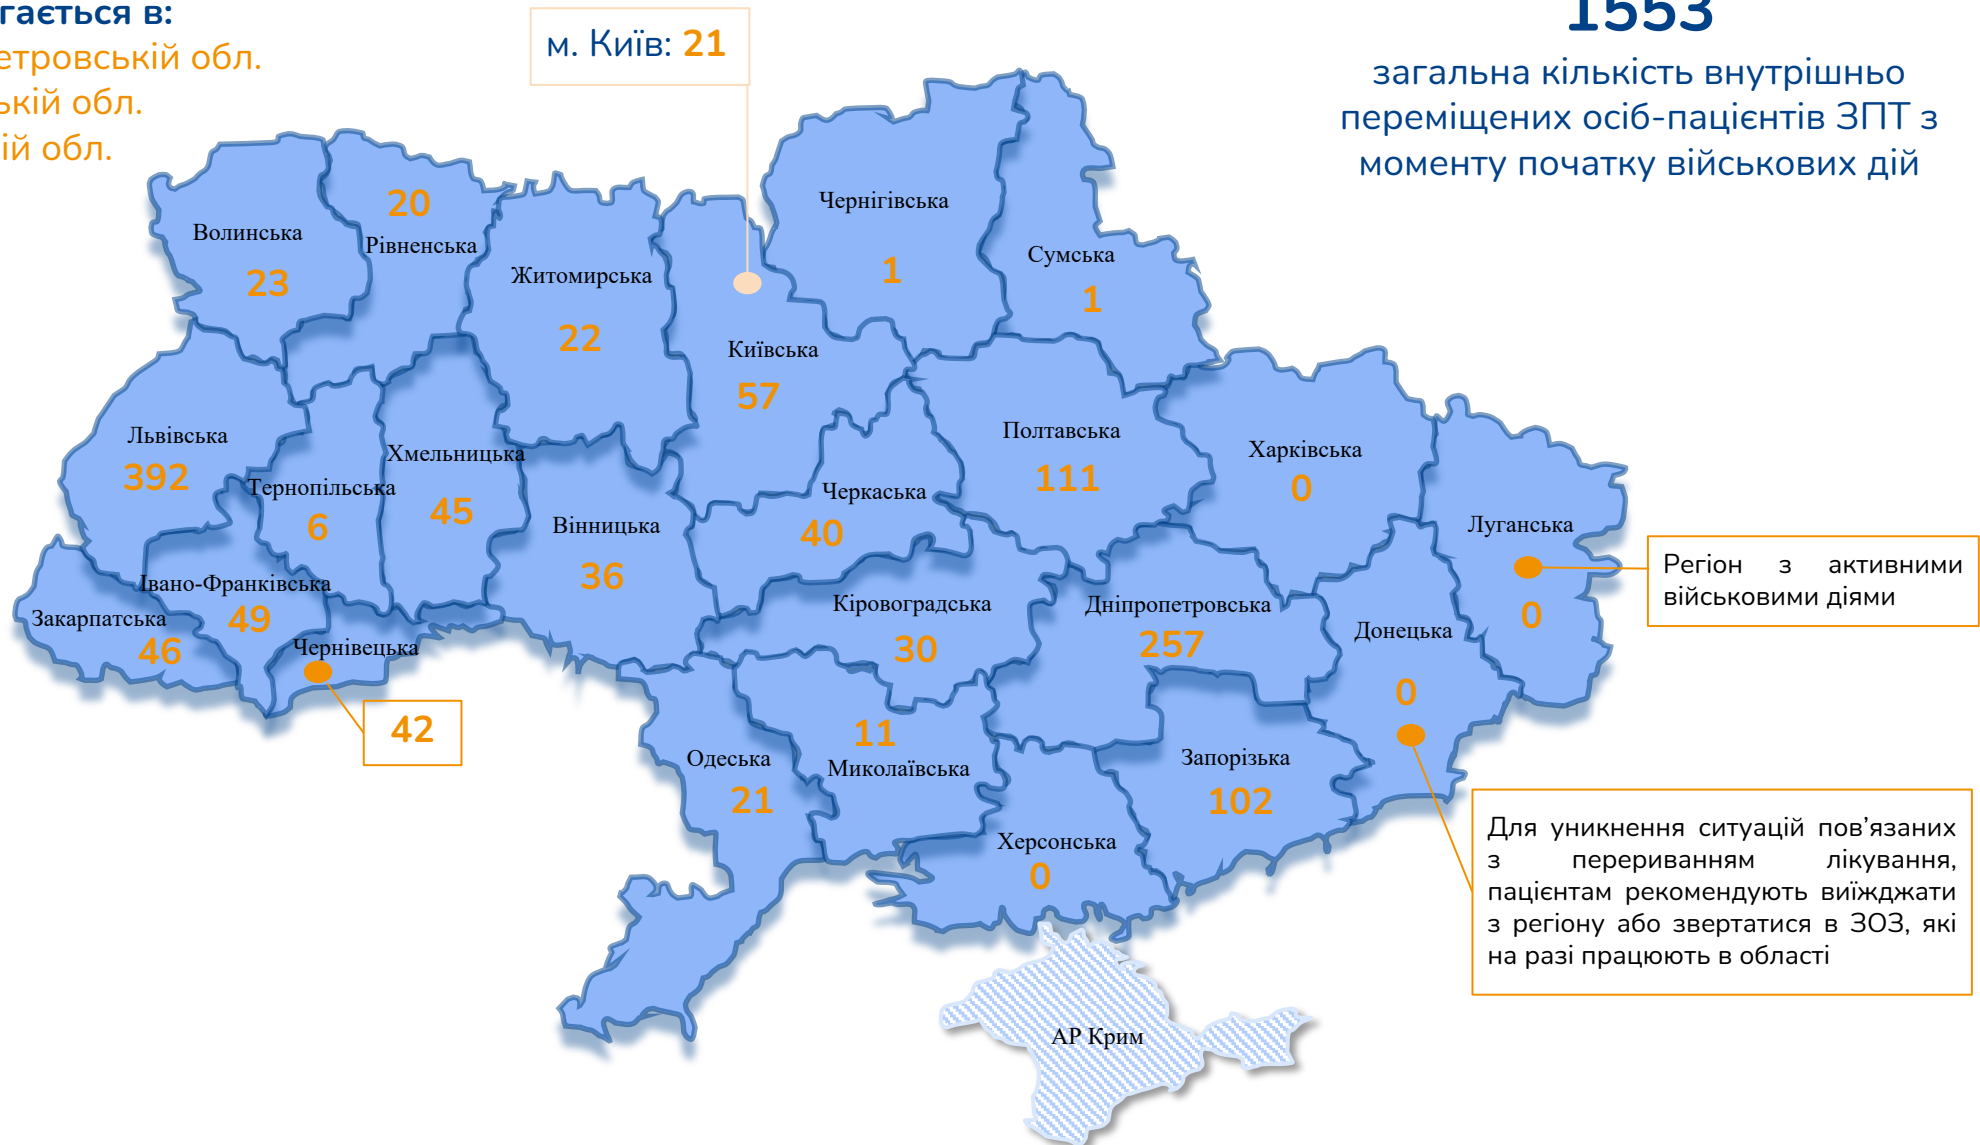 гається в:
етровській обл.
ькій обл.
ій обл.
м. Київ: 21
1553
загальна кількість внутрішньо
переміщених осіб-пацієнтів ЗПТ з
моменту початку військових дій
Волинська
23
20
Рівненська
Житомирська
22
Київська
57
Чернігівська
1
Сумська
1
Львівська
392
Тернопільська
6
Хмельницька
45
Вінницька
36
Черкаська
40
Полтавська
111
Харківська
0
Луганська
0
Регіон з активними
військовими діями
Закарпатська
46
Івано-Франківська
49
Чернівецька
42
Кіровоградська
30
Дніпропетровська
257
Донецька
0
Одеська
21
11
Миколаївська
Запорізька
102
Херсонська
0
Для уникнення ситуацій пов’язаних
з перериванням лікування,
пацієнтам рекомендують виїжджати
з регіону або звертатися в ЗОЗ, які
на разі працюють в області
АР Крим